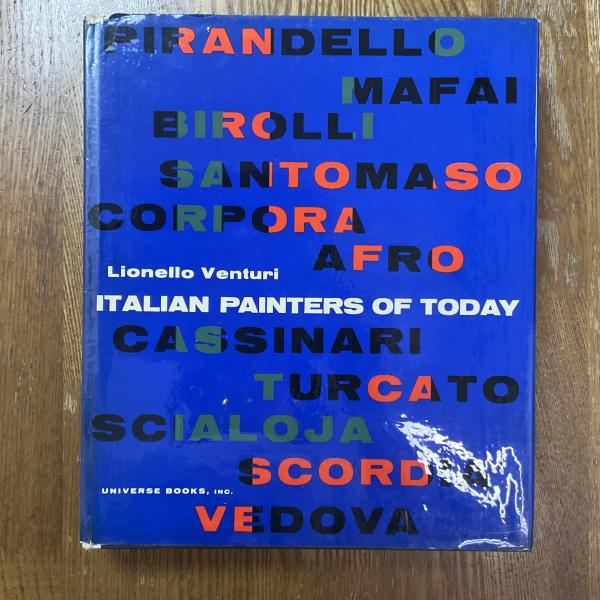 PIRANDELLO
MAFAI
BIROLLI
SANTOMASO
CORPORA
AFRO
Lionello Venturi
ITALIAN PAINTERS OF TODAY
CASSINARI
TURCATO
SCIALOJA
SCORDIA
UNIVERSE BOOKS, INC.
VEDOVA